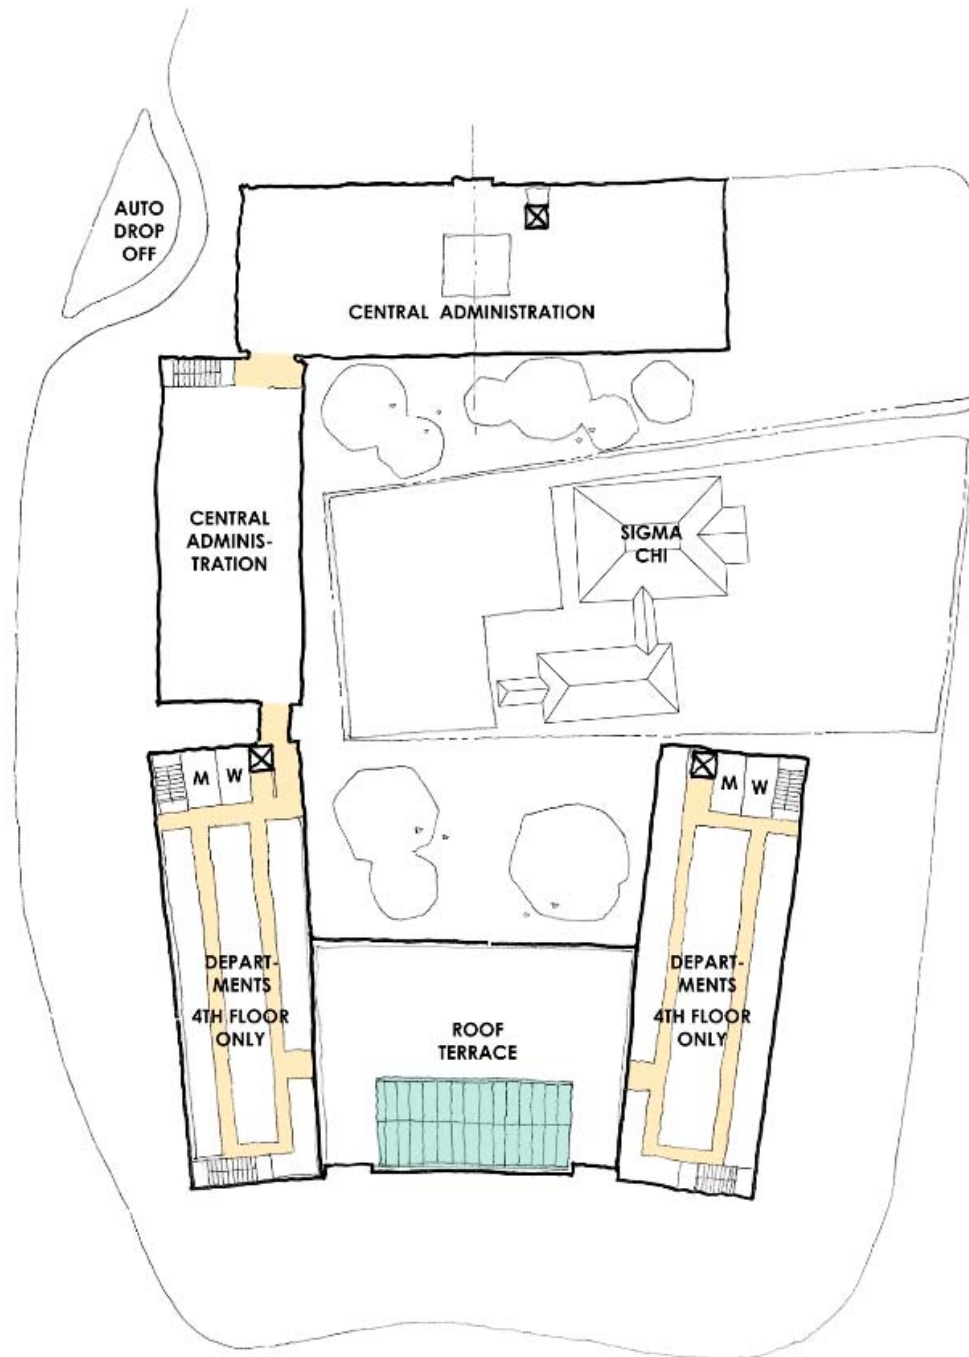 AUTO
DROP
OFF
CENTRAL ADMINISTRATION
CENTRAL
ADMINIS-
TRATION
SIGMA
CHI
M W
M W
DEPART-
MENTS
4TH FLOOR
ONLY
DEPART-
MENTS
4TH FLOOR
ONLY
ROOF
TERRACE